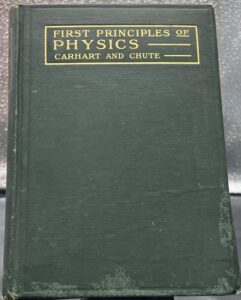 FIRST PRINCIPLES OF
PHYSICS
CARHART AND CHUTE